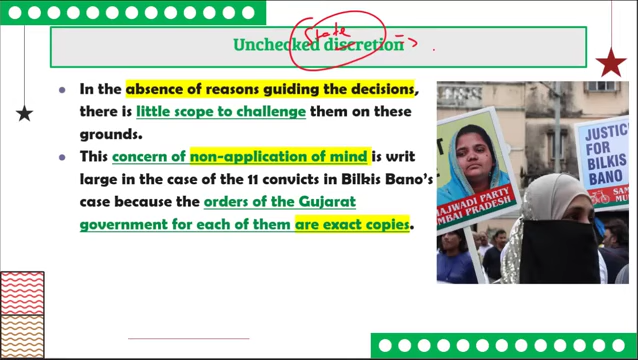 State
Unchecked discretion
In the absence of reasons guiding the decisions,
there is little scope to challenge them on these
grounds.
This concern of non-application of mind is writ
large in the case of the 11 convicts in Bilkis Bano's
case because the orders of the Gujarat
government for each of them are exact copies.
JUSTICE
FOR
BILKIS
BANO
MAJWADI PARTY
MBAI PRADESH